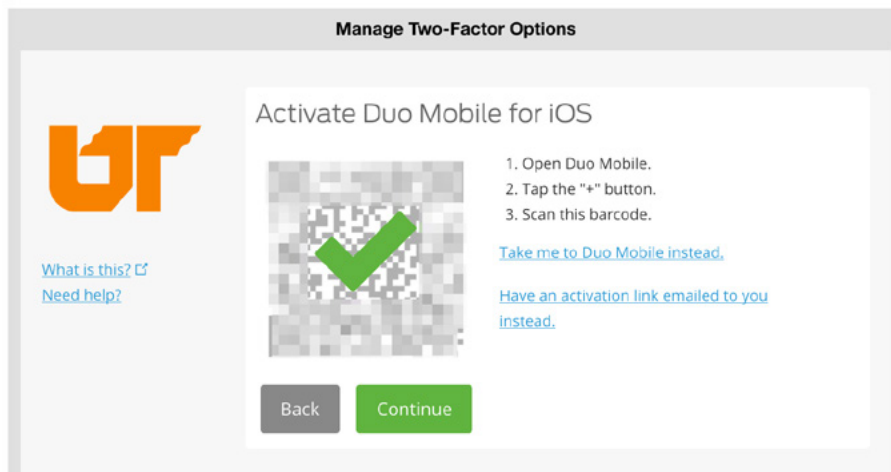 Manage Two-Factor Options
UT
Activate Duo Mobile for iOS
1. Open Duo Mobile.
2. Tap the "+" button.
3. Scan this barcode.
Take me to Duo Mobile instead.
Have an activation link emailed to you
instead.
What is this?
Need help?
Back
Continue